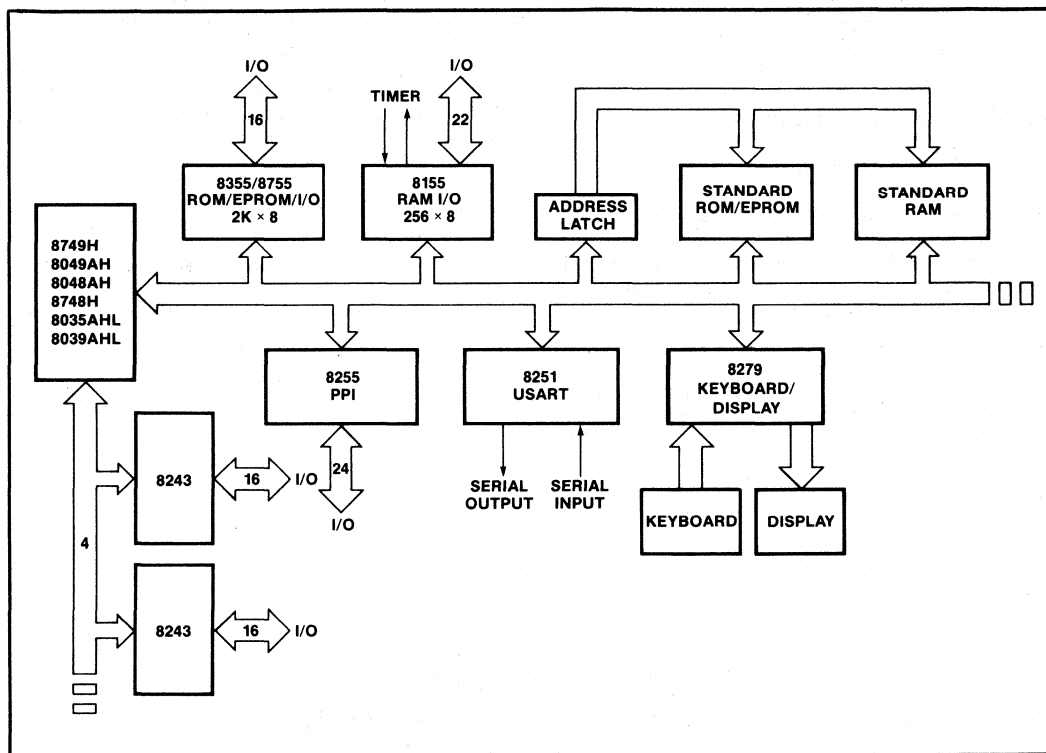 I/O
16
8355/8755
ROM/EPROM/I/O
2K × 8
TIMER
I/O
22
8155
RAM I/O
256 × 8
ADDRESS
LATCH
STANDARD
ROM/EPROM
STANDARD
RAM
8749H
8049AH
8048AH
8748H
8035AHL
8039AHL
8255
PPI
24
I/O
8251
USART
SERIAL
OUTPUT
SERIAL
INPUT
8279
KEYBOARD/
DISPLAY
KEYBOARD
DISPLAY
4
8243
16
I/O
8243
16
I/O